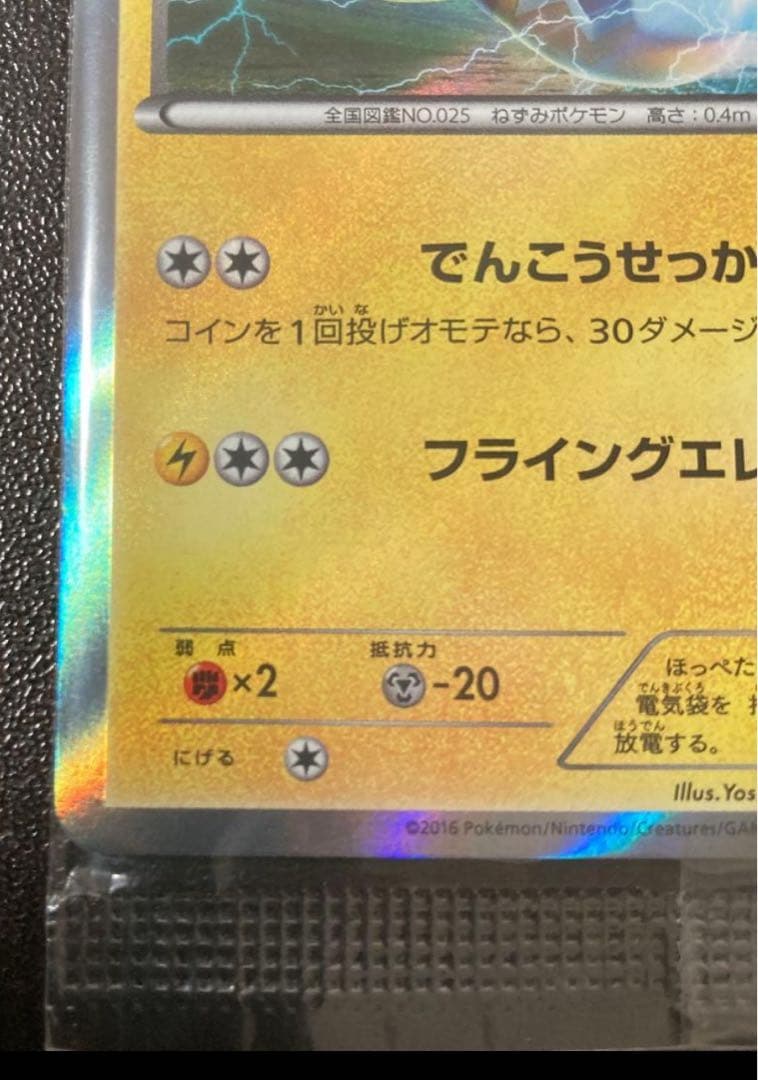 全国図鑑NO.025 ねずみポケモン 高さ:0.4m
でんこうせっか
かい な
コインを1回投げオモテなら、30ダメージ
フライングエレ
弱点 抵抗力
×2 -20
ほっぺた
でんきぶくろ
電気袋を
ほうでん
放電する。
にげる
Illus.Yos
©2016 Pokémon/Nintendo/Creatures/GAM